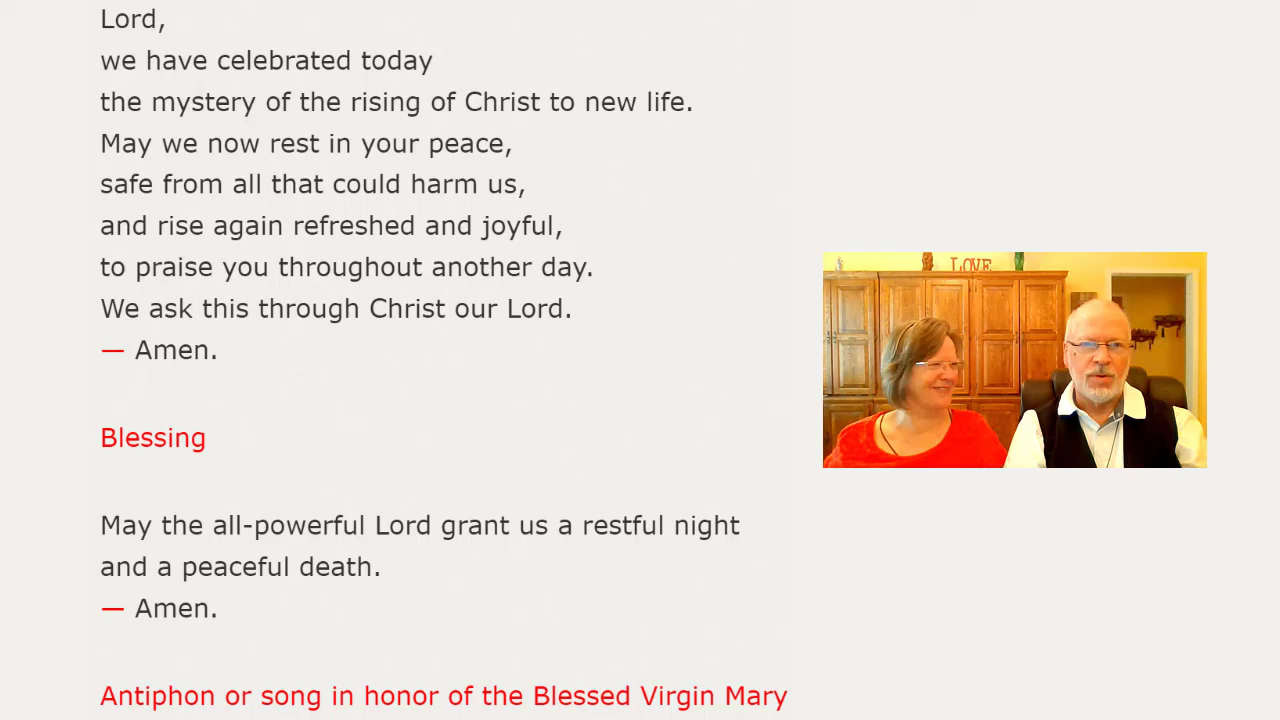 Lord,
we have celebrated today
the mystery of the rising of Christ to new life.
May we now rest in your peace,
safe from all that could harm us,
and rise again refreshed and joyful,
to praise you throughout another day.
We ask this through Christ our Lord.
— Amen.
LOVE
Blessing
May the all-powerful Lord grant us a restful night
and a peaceful death.
— Amen.
Antiphon or song in honor of the Blessed Virgin Mary